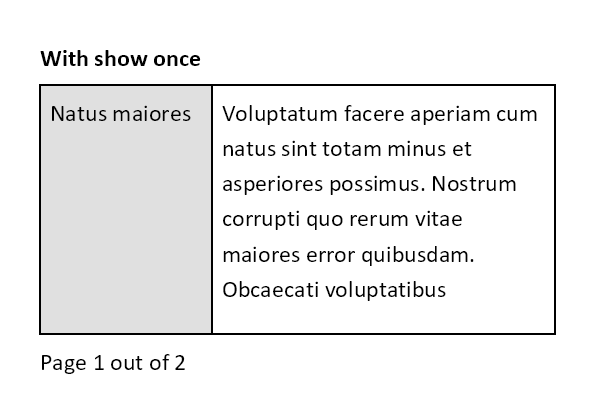 With show once
Natus maiores
Voluptatum facere aperiam cum
natus sint totam minus et
asperiores possimus. Nostrum
corrupti quo rerum vitae
maiores error quibusdam.
Obcaecati voluptatibus
Page 1 out of 2